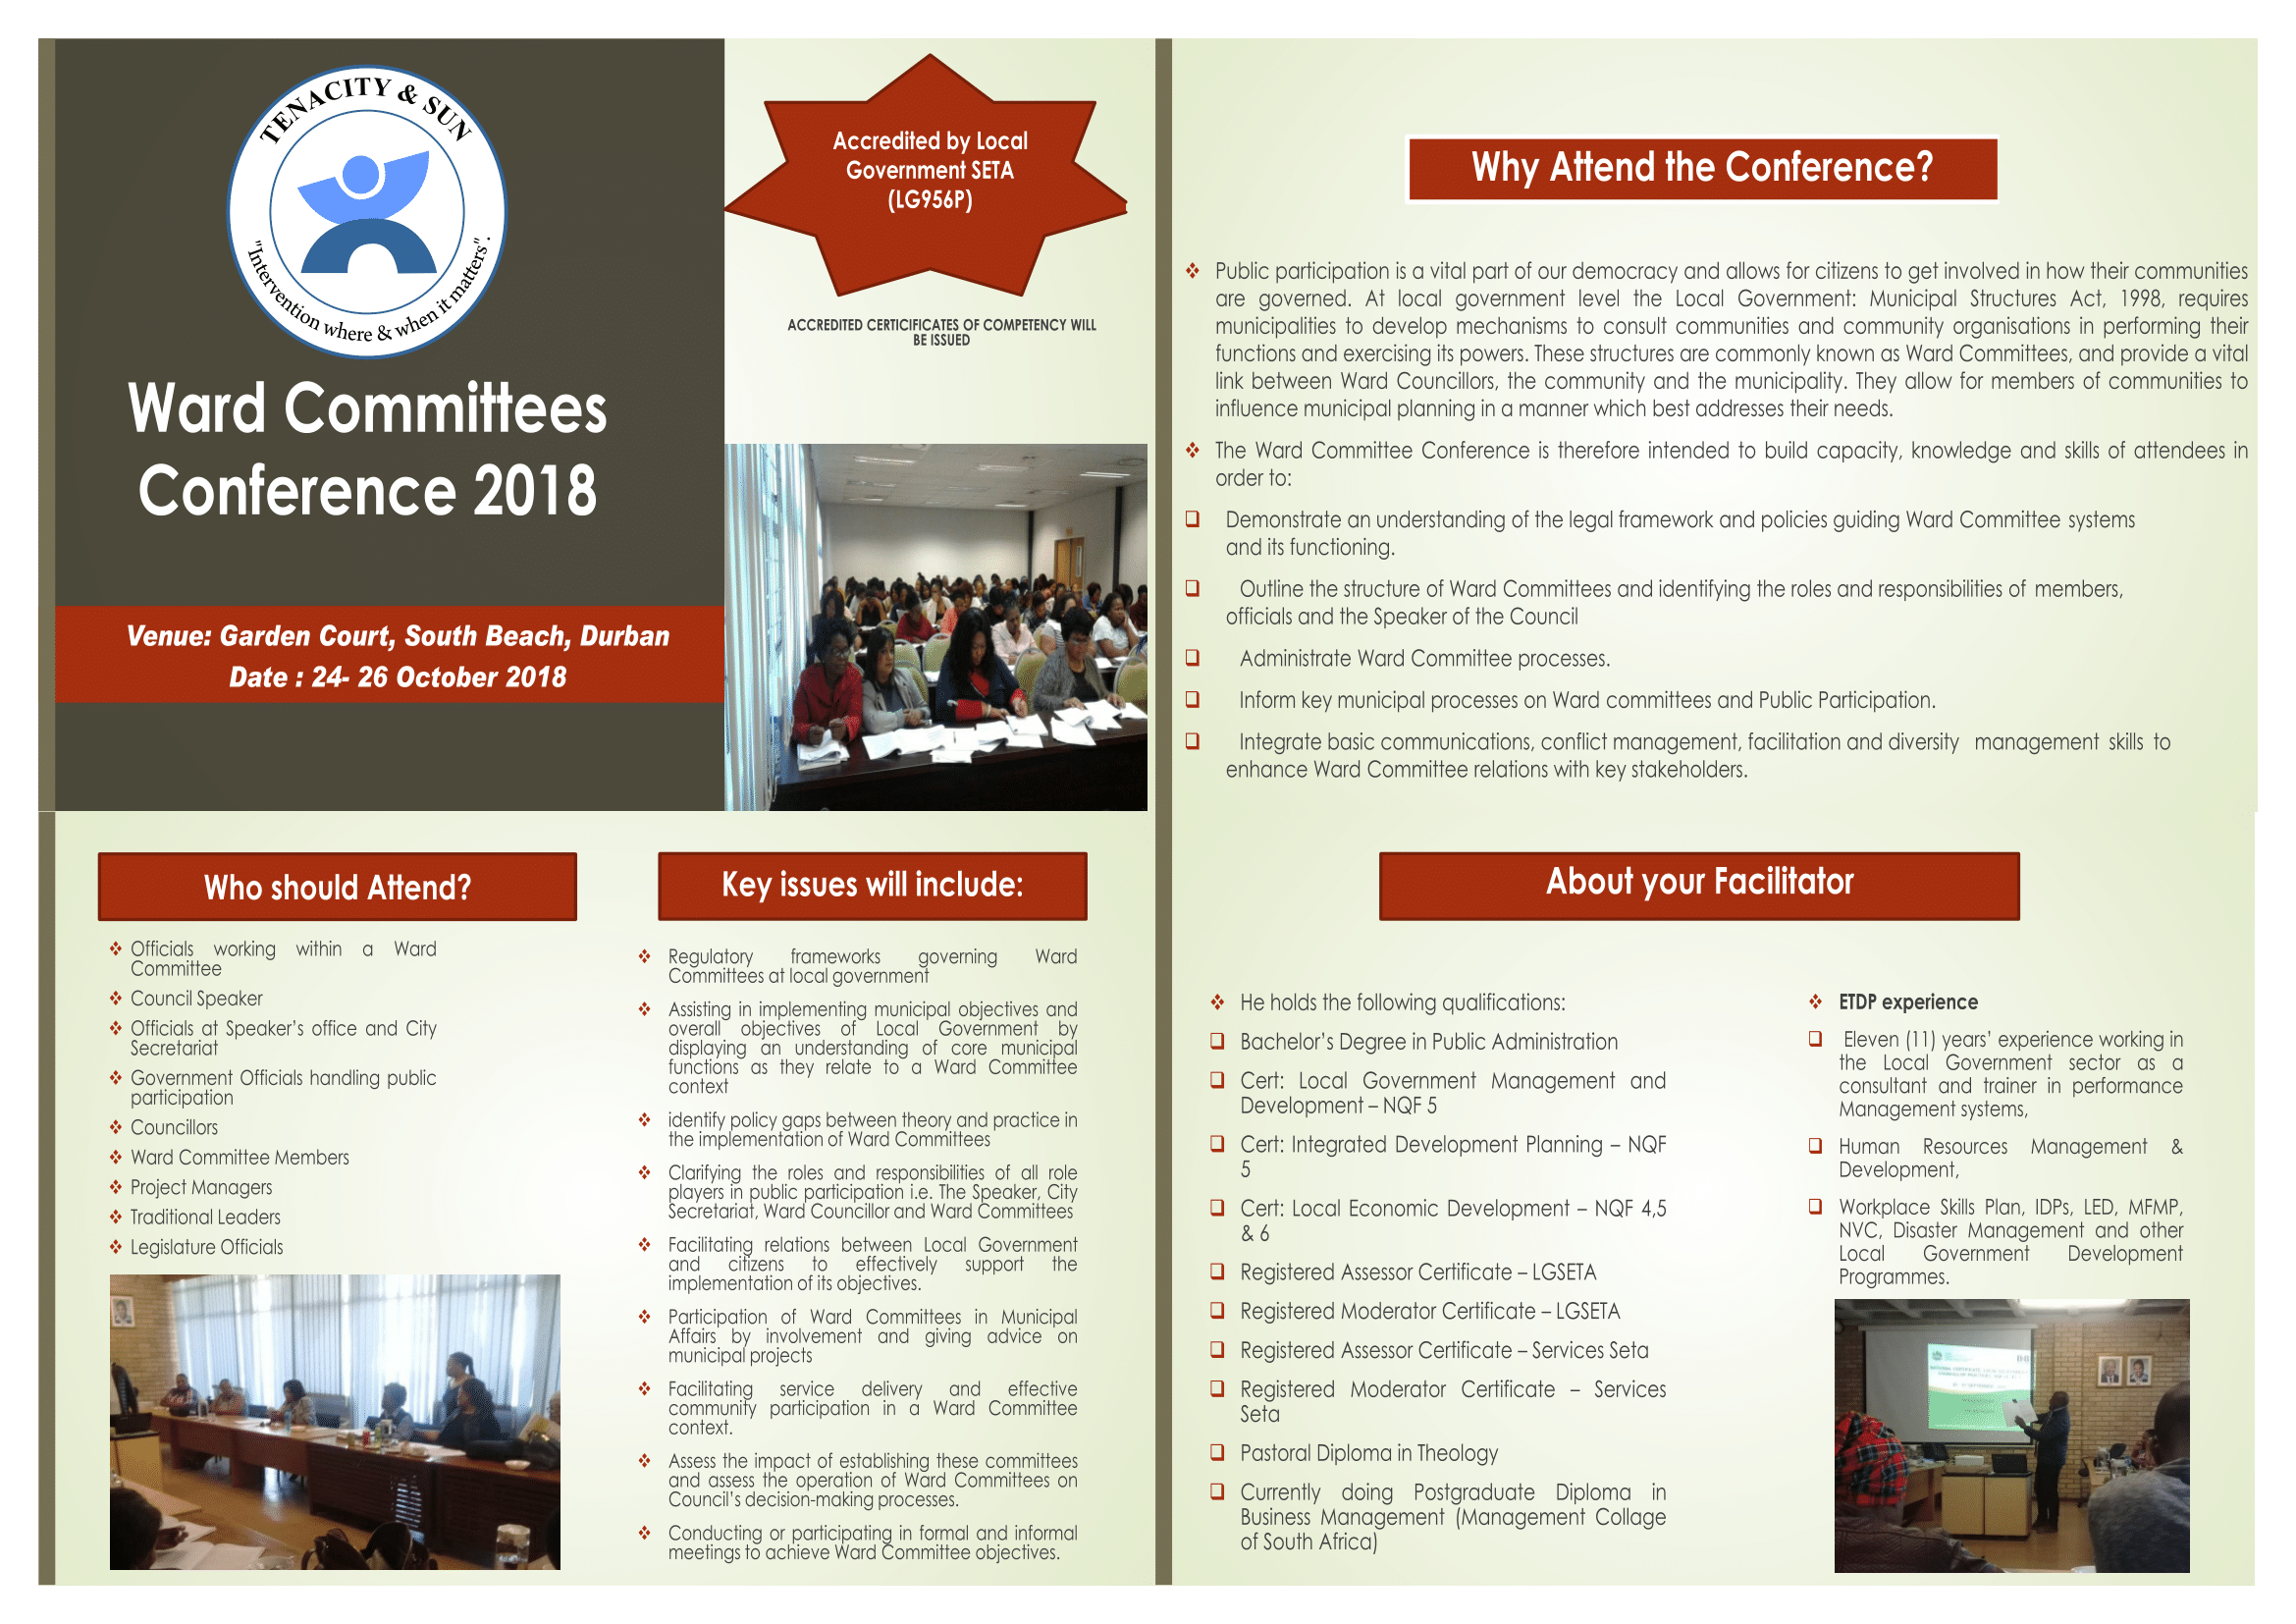 TENACITY & SUN
"Intervention where & when it matters".
Ward Committees
Conference 2018
Venue: Garden Court, South Beach, Durban
Date : 24- 26 October 2018
Accredited by Local
Government SETA
(LG956P)
ACCREDITED CERTICIFICATES OF COMPETENCY WILL
BE ISSUED
Why Attend the Conference?
Public participation is a vital part of our democracy and allows for citizens to get involved in how their communities
are governed. At local government level the Local Government: Municipal Structures Act, 1998, requires
municipalities to develop mechanisms to consult communities and community organisations in performing their
functions and exercising its powers. These structures are commonly known as Ward Committees, and provide a vital
link between Ward Councillors, the community and the municipality. They allow for members of communities to
influence municipal planning in a manner which best addresses their needs.
The Ward Committee Conference is therefore intended to build capacity, knowledge and skills of attendees in
order to:
Demonstrate an understanding of the legal framework and policies guiding Ward Committee systems
and its functioning.
Outline the structure of Ward Committees and identifying the roles and responsibilities of members,
officials and the Speaker of the Council
Administrate Ward Committee processes.
Inform key municipal processes on Ward committees and Public Participation.
Integrate basic communications, conflict management, facilitation and diversity management skills to
enhance Ward Committee relations with key stakeholders.
Who should Attend?
Officials working within a Ward
Committee
Council Speaker
Officials at Speaker's office and City
Secretariat
Government Officials handling public
participation
Councillors
Ward Committee Members
Project Managers
Traditional Leaders
Legislature Officials
Key issues will include:
Regulatory frameworks governing Ward
Committees at local government
Assisting in implementing municipal objectives and
overall objectives of Local Government by
displaying an understanding of core municipal
functions as they relate to a Ward Committee
context
identify policy gaps between theory and practice in
the implementation of Ward Committees
Clarifying the roles and responsibilities of all role
players in public participation i.e. The Speaker, City
Secretariat, Ward Councillor and Ward Committees
Facilitating relations between Local Government
and citizens to effectively support the
implementation of its objectives.
Participation of Ward Committees in Municipal
Affairs by involvement and giving advice on
municipal projects
Facilitating service delivery and effective
community participation in a Ward Committee
context.
Assess the impact of establishing these committees
and assess the operation of Ward Committees on
Council's decision-making processes.
Conducting or participating in formal and informal
meetings to achieve Ward Committee objectives.
About your Facilitator
He holds the following qualifications:
Bachelor's Degree in Public Administration
Cert: Local Government Management and
Development – NQF 5
Cert: Integrated Development Planning – NQF
5
Cert: Local Economic Development – NQF 4,5
& 6
Registered Assessor Certificate – LGSETA
Registered Moderator Certificate – LGSETA
Registered Assessor Certificate – Services Seta
Registered Moderator Certificate – Services
Seta
Pastoral Diploma in Theology
Currently doing Postgraduate Diploma in
Business Management (Management Collage
of South Africa)
ETDP experience
Eleven (11) years' experience working in
the Local Government sector as a
consultant and trainer in performance
Management systems,
Human Resources Management &
Development,
Workplace Skills Plan, IDPs, LED, MFMP,
NVC, Disaster Management and other
Local Government Development
Programmes.